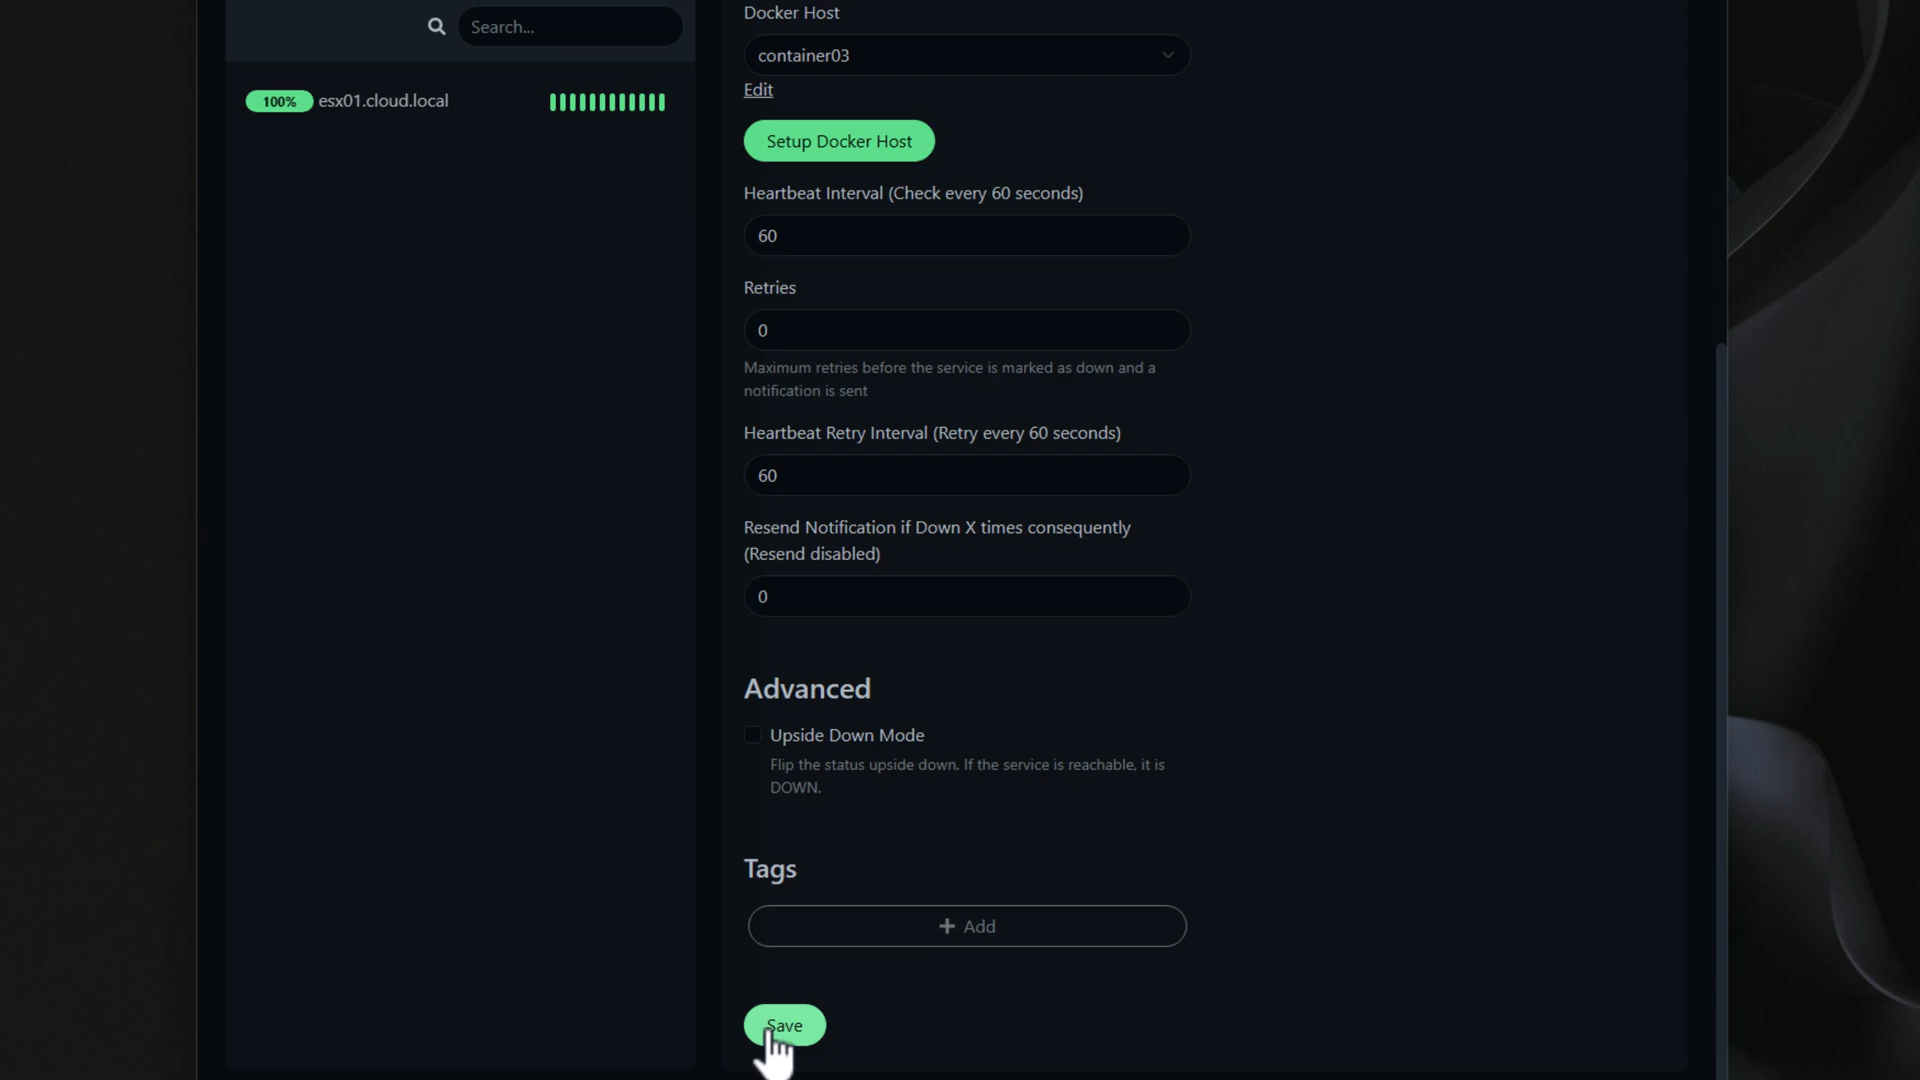 Search...
100% esx01.cloud.local
Docker Host
container03
Edit
Setup Docker Host
Heartbeat Interval (Check every 60 seconds)
60
Retries
0
Maximum retries before the service is marked as down and a
notification is sent
Heartbeat Retry Interval (Retry every 60 seconds)
60
Resend Notification if Down X times consequently
(Resend disabled)
0
Advanced
Upside Down Mode
Flip the status upside down. If the service is reachable, it is
DOWN.
Tags
Add
Save